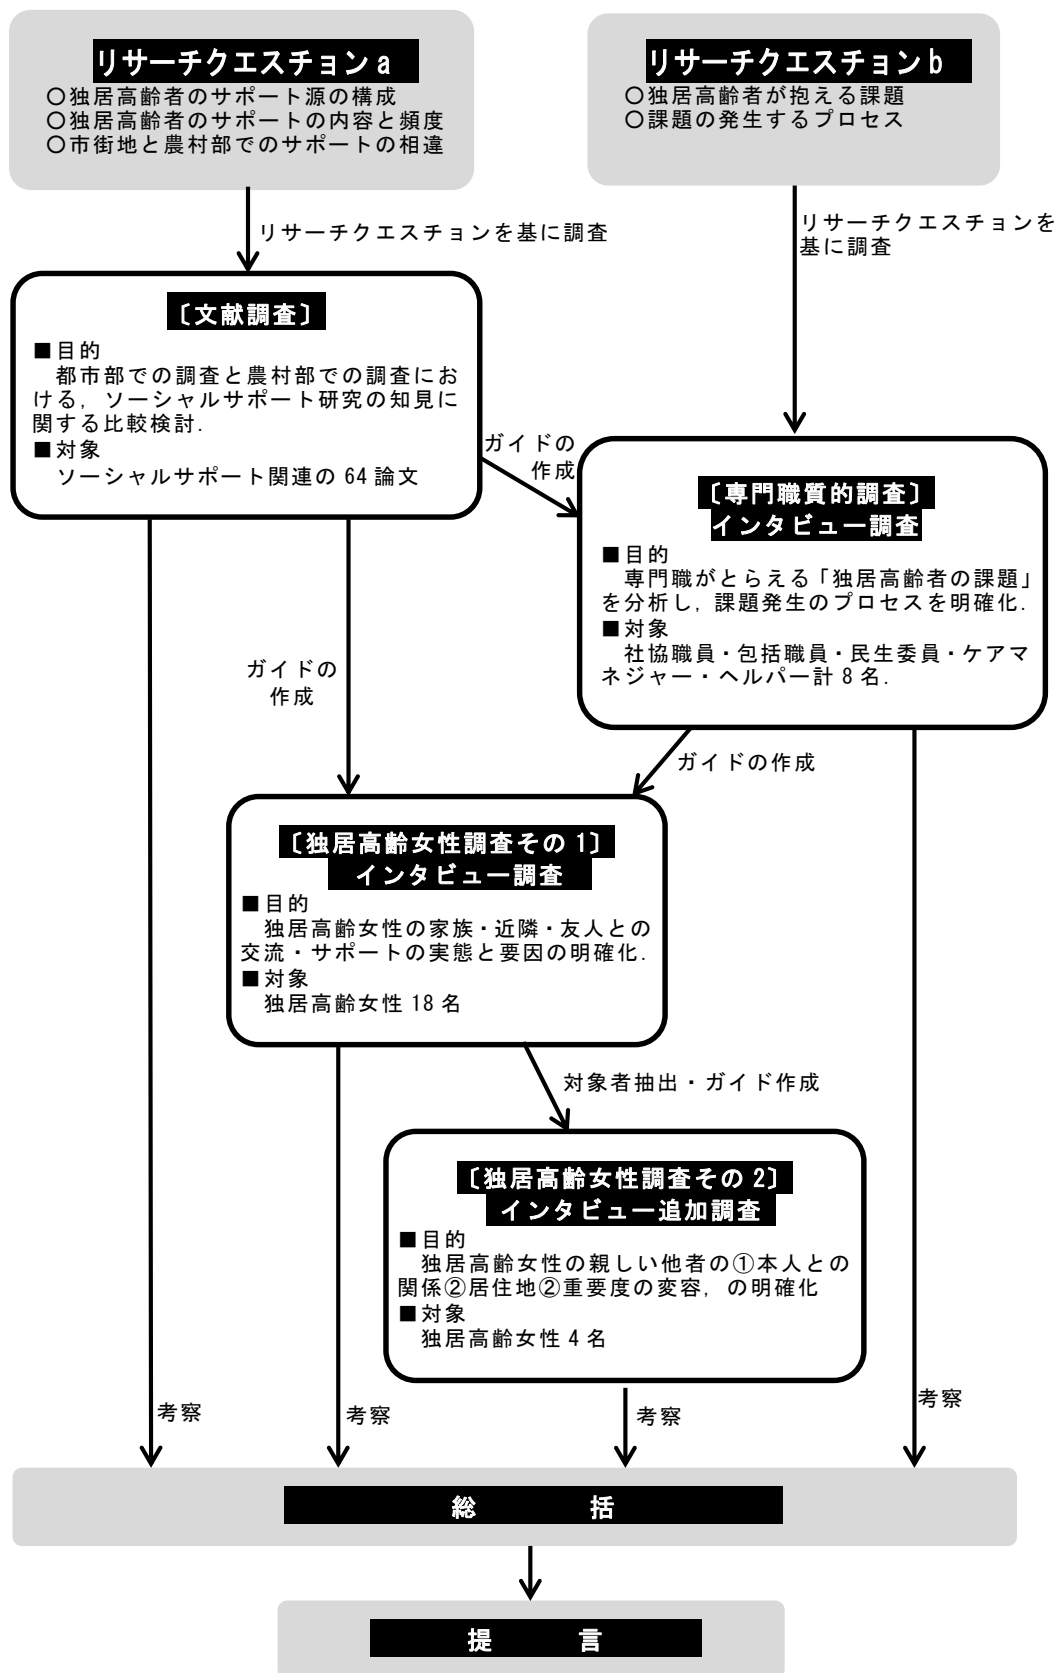 リサーチクエスチョンa
○独居高齢者のサポート源の構成
○独居高齢者のサポートの内容と頻度
○市街地と農村部でのサポートの相違
リサーチクエスチョンb
○独居高齢者が抱える課題
○課題の発生するプロセス
リサーチクエスチョンを基に調査
リサーチクエスチョンを
基に調査
〔文献調査〕
■目的
都市部での調査と農村部での調査にお
ける，ソーシャルサポート研究の知見に
関する比較検討．
■対象
ソーシャルサポート関連の 64 論文
ガイドの
作成
〔専門職質的調査〕
インタビュー調査
■目的
専門職がとらえる「独居高齢者の課題」
を分析し，課題発生のプロセスを明確化．
■対象
社協職員・包括職員・民生委員・ケアマ
ネジャー・ヘルパー計 8 名．
ガイドの
作成
ガイドの作成
〔独居高齢女性調査その 1〕
インタビュー調査
■目的
独居高齢女性の家族・近隣・友人との
交流・サポートの実態と要因の明確化．
■対象
独居高齢女性 18 名
対象者抽出・ガイド作成
〔独居高齢女性調査その 2〕
インタビュー追加調査
■目的
独居高齢女性の親しい他者の①本人との
関係②居住地②重要度の変容，の明確化
■対象
独居高齢女性 4 名
考察
考察
考察
考察
総　括
提　言